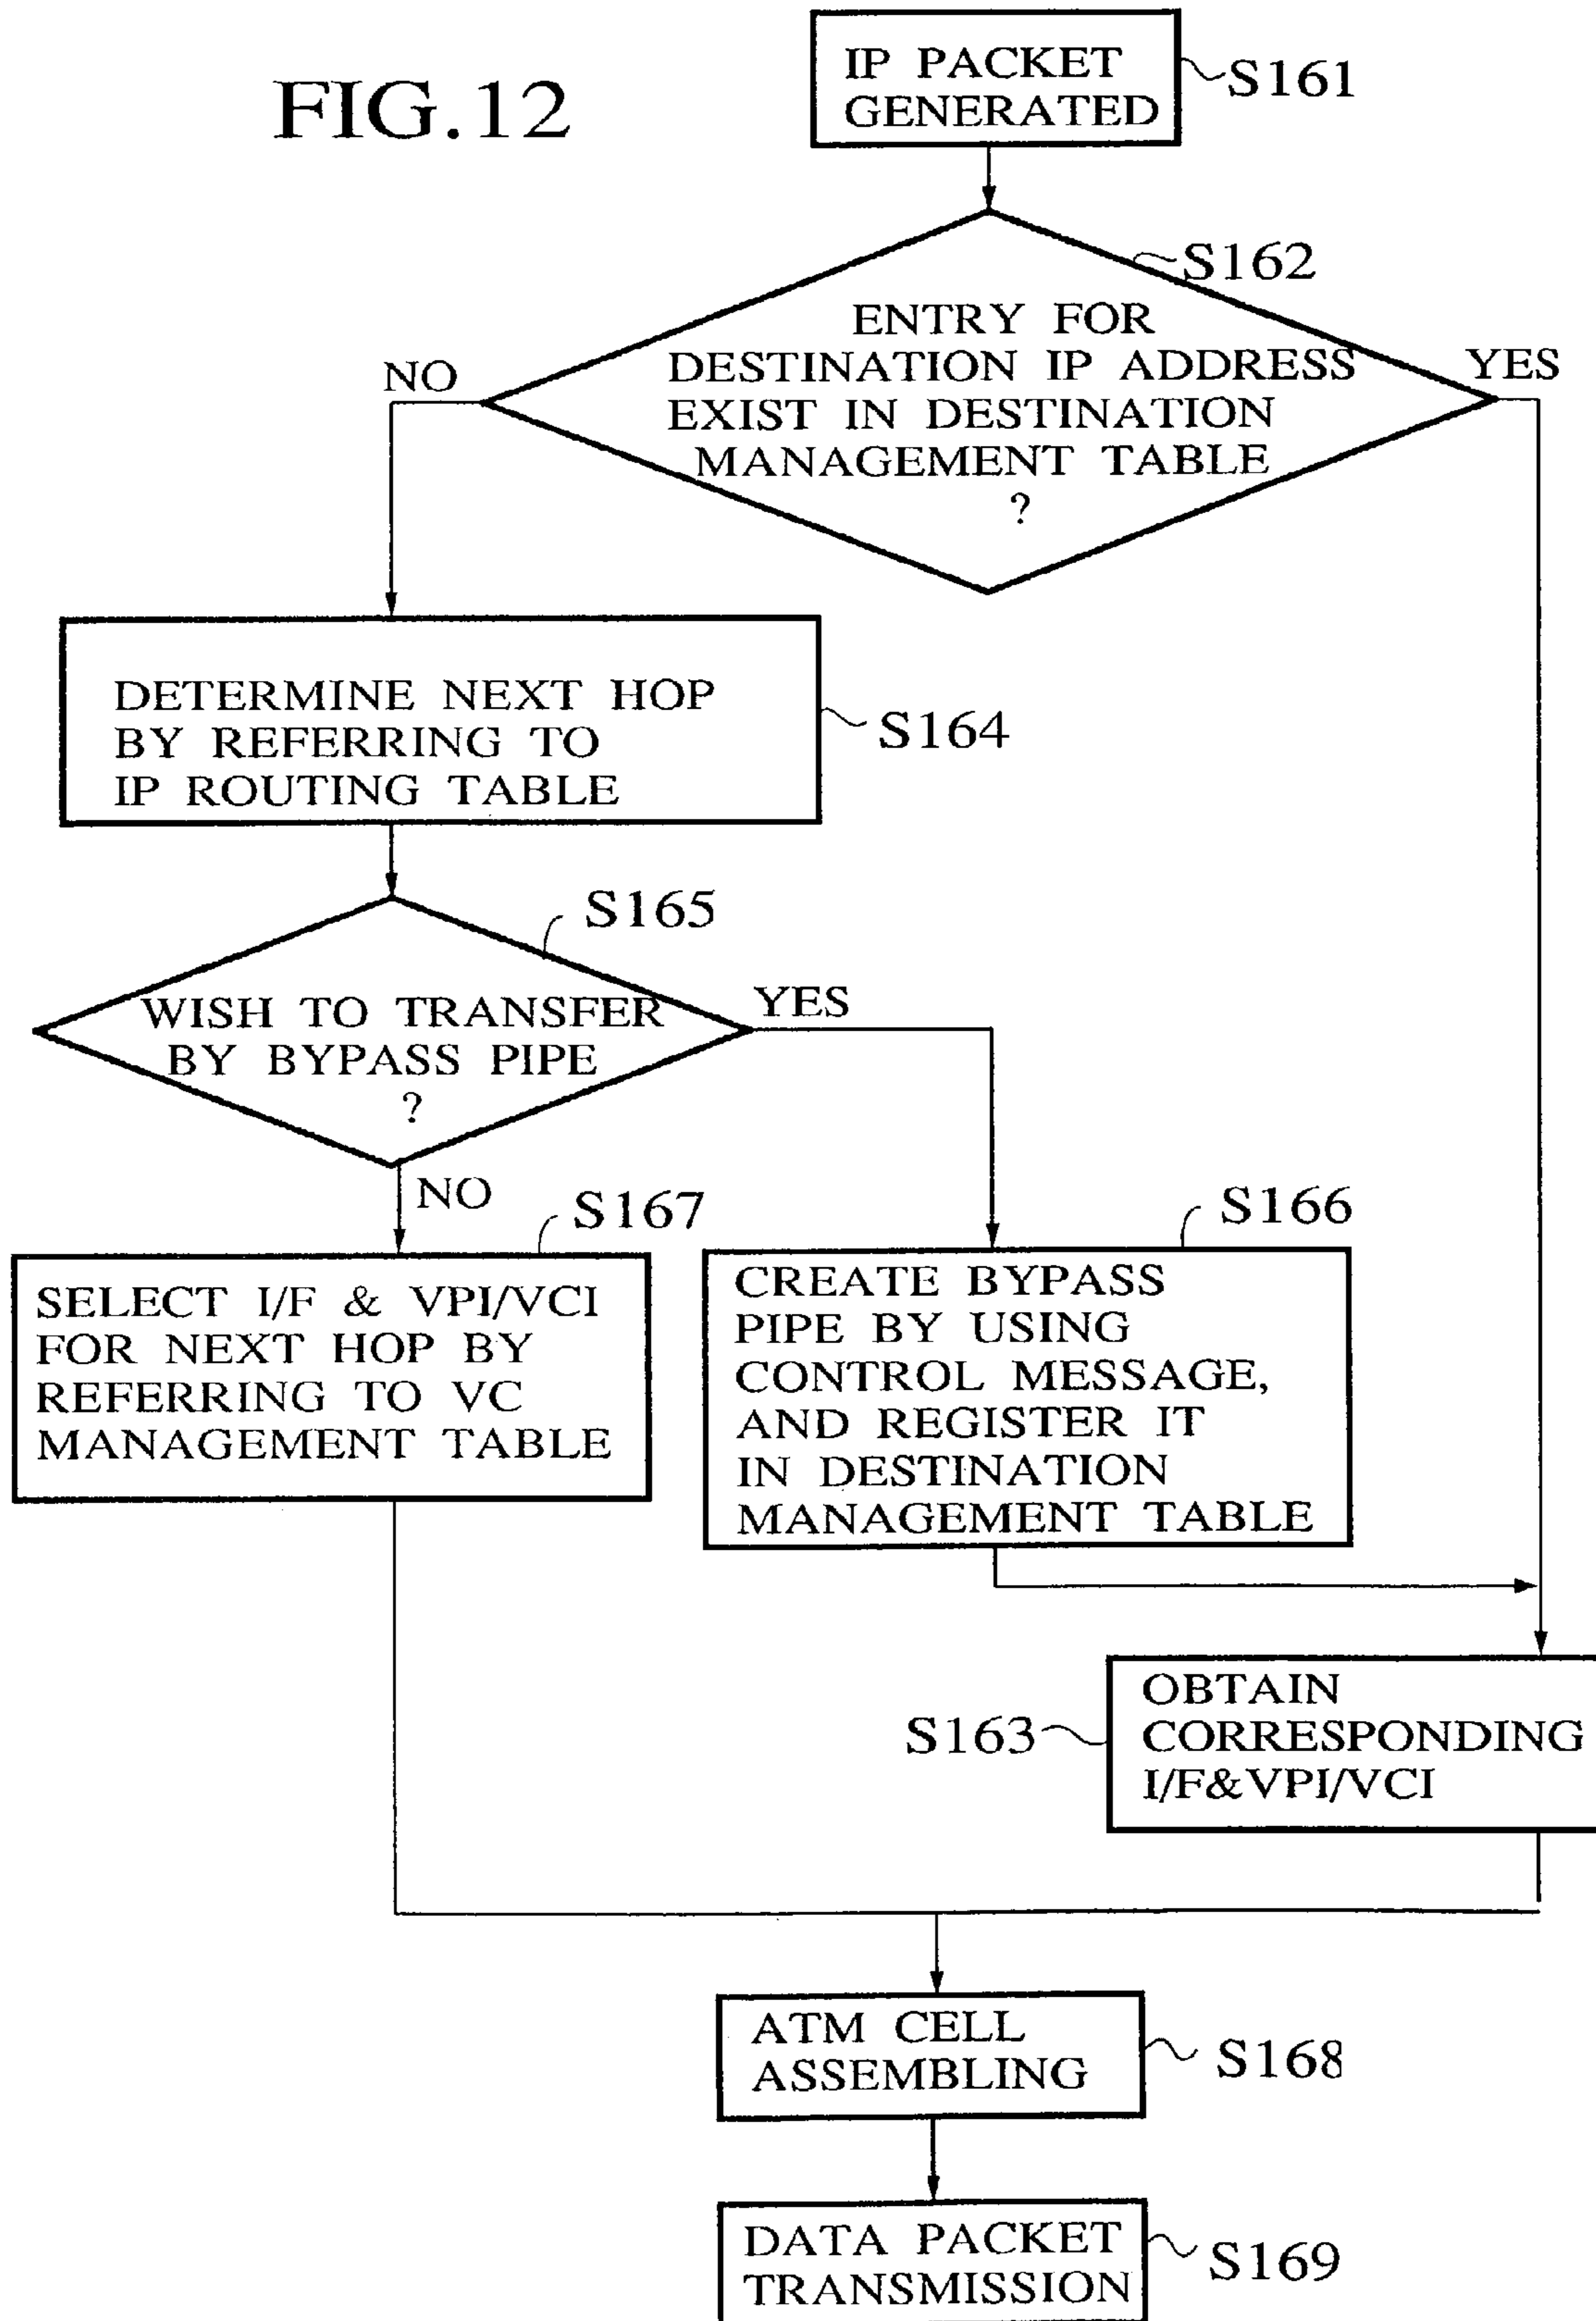 FIG.12
IP PACKET
GENERATED
S161
S162
ENTRY FOR
DESTINATION IP ADDRESS
EXIST IN DESTINATION
MANAGEMENT TABLE
?
NO
YES
DETERMINE NEXT HOP
BY REFERRING TO
IP ROUTING TABLE
S164
S165
WISH TO TRANSFER
BY BYPASS PIPE
?
YES
NO
S167
SELECT I/F & VPI/VCI
FOR NEXT HOP BY
REFERRING TO VC
MANAGEMENT TABLE
S166
CREATE BYPASS
PIPE BY USING
CONTROL MESSAGE,
AND REGISTER IT
IN DESTINATION
MANAGEMENT TABLE
S163
OBTAIN
CORRESPONDING
I/F&VPI/VCI
ATM CELL
ASSEMBLING
S168
DATA PACKET
TRANSMISSION
S169